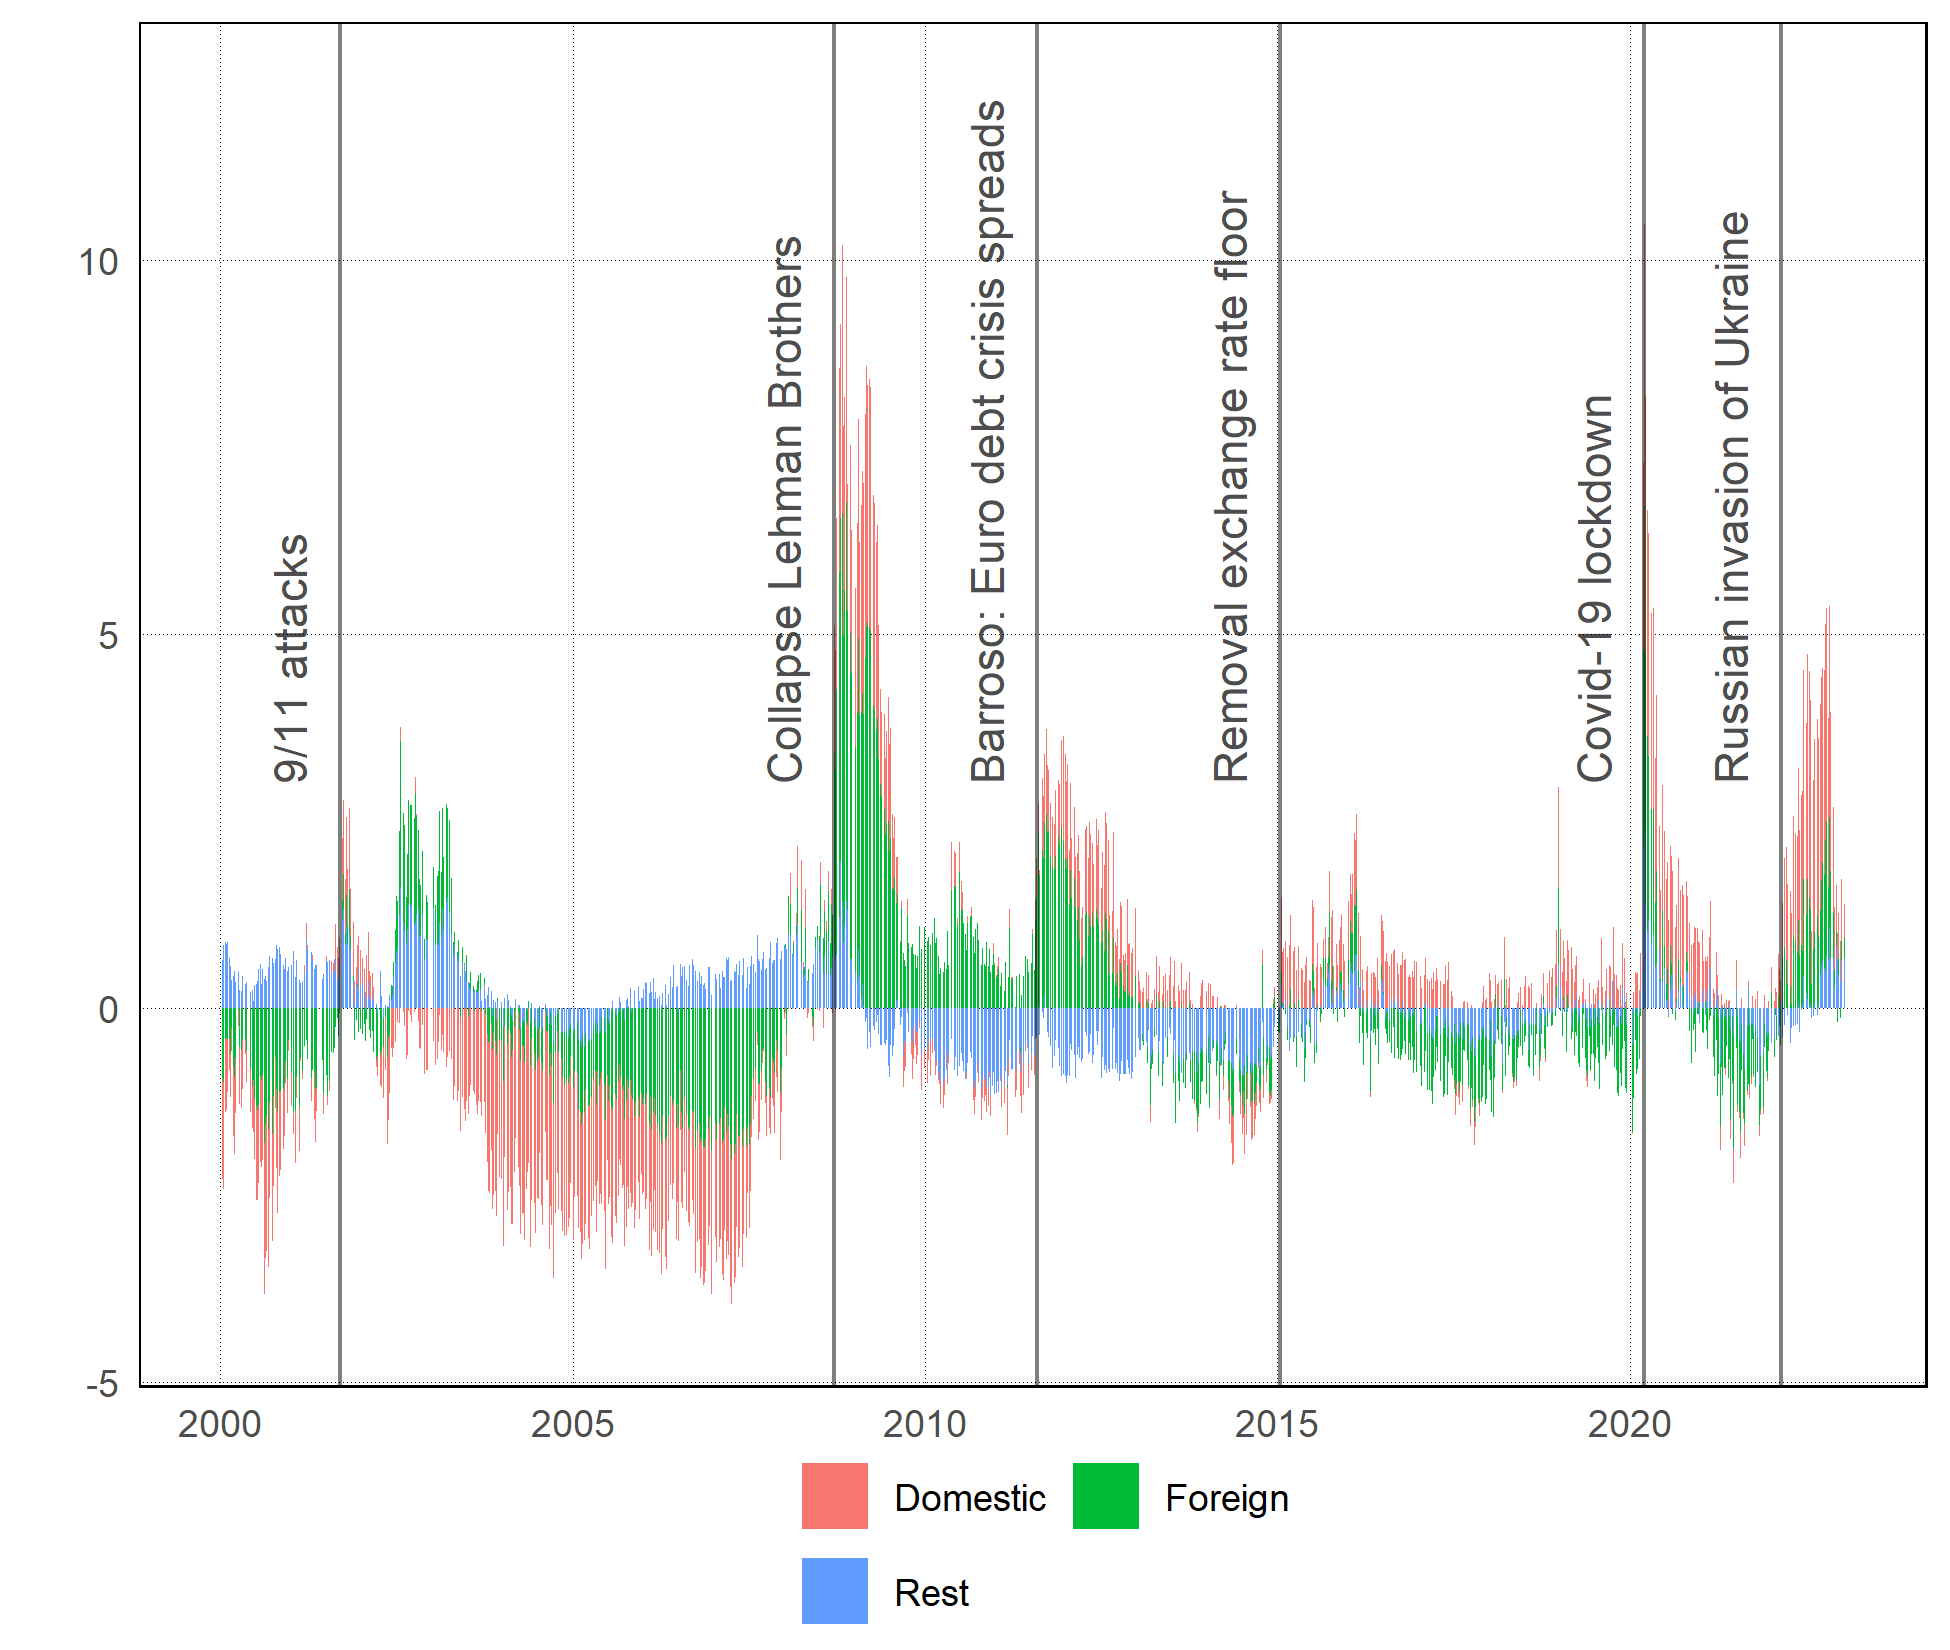 10
5
0
-5
9/11 attacks
Collapse Lehman Brothers
Barroso: Euro debt crisis spreads
Removal exchange rate floor
Covid-19 lockdown
Russian invasion of Ukraine
2000
2005
2010
2015
2020
Domestic
Foreign
Rest